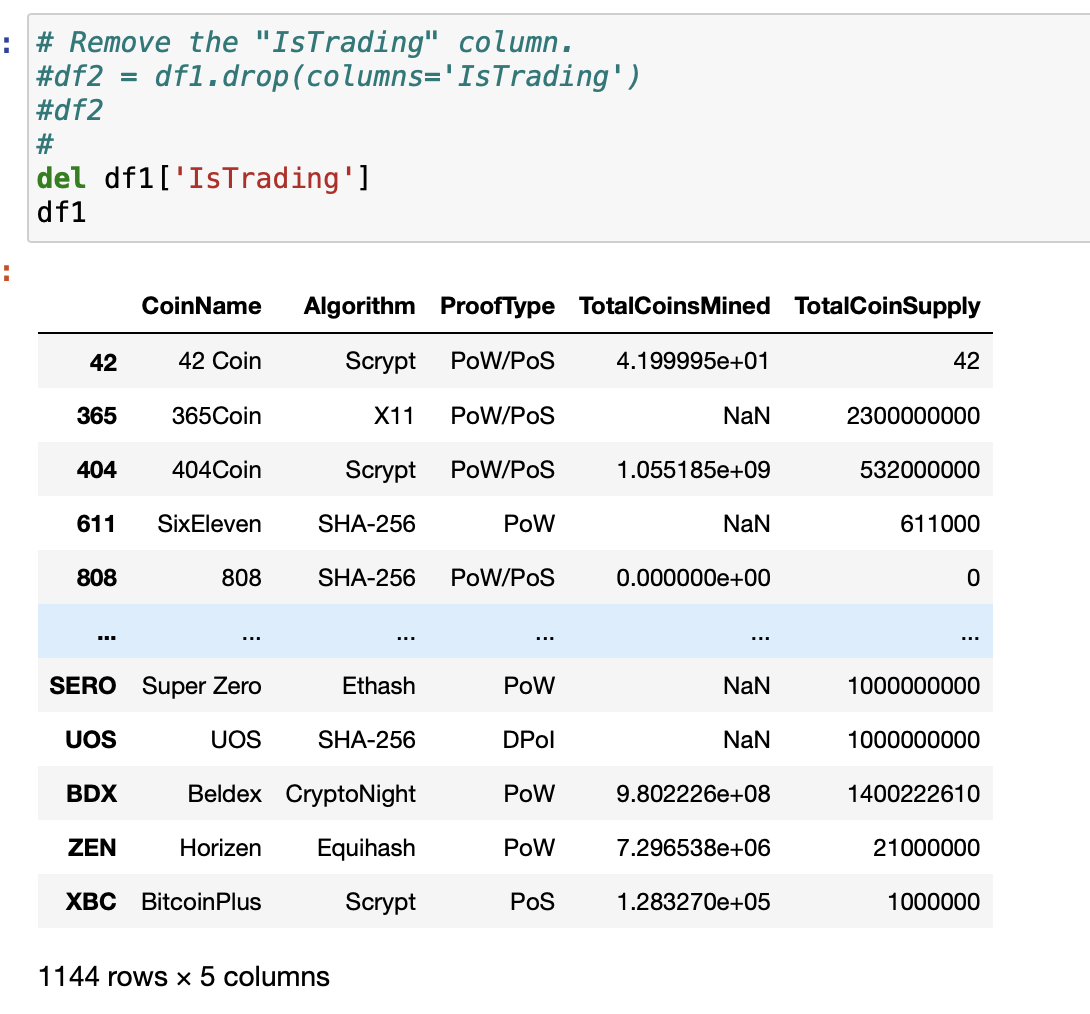 :
# Remove the "IsTrading" column.
#df2 = df1.drop(columns='IsTrading')
#df2
#
del df1['IsTrading']
df1
:
CoinName Algorithm ProofType TotalCoinsMined TotalCoinSupply
42 42 Coin Scrypt PoW/PoS 4.199995e+01 42
365 365Coin X11 PoW/PoS NaN 2300000000
404 404Coin Scrypt PoW/PoS 1.055185e+09 532000000
611 SixEleven SHA-256 PoW NaN 611000
808 808 SHA-256 PoW/PoS 0.000000e+00 0
... ... ... ... ... ...
SERO Super Zero Ethash PoW NaN 1000000000
UOS UOS SHA-256 DPoI NaN 1000000000
BDX Beldex CryptoNight PoW 9.802226e+08 1400222610
ZEN Horizen Equihash PoW 7.296538e+06 21000000
XBC BitcoinPlus Scrypt PoS 1.283270e+05 1000000
1144 rows × 5 columns